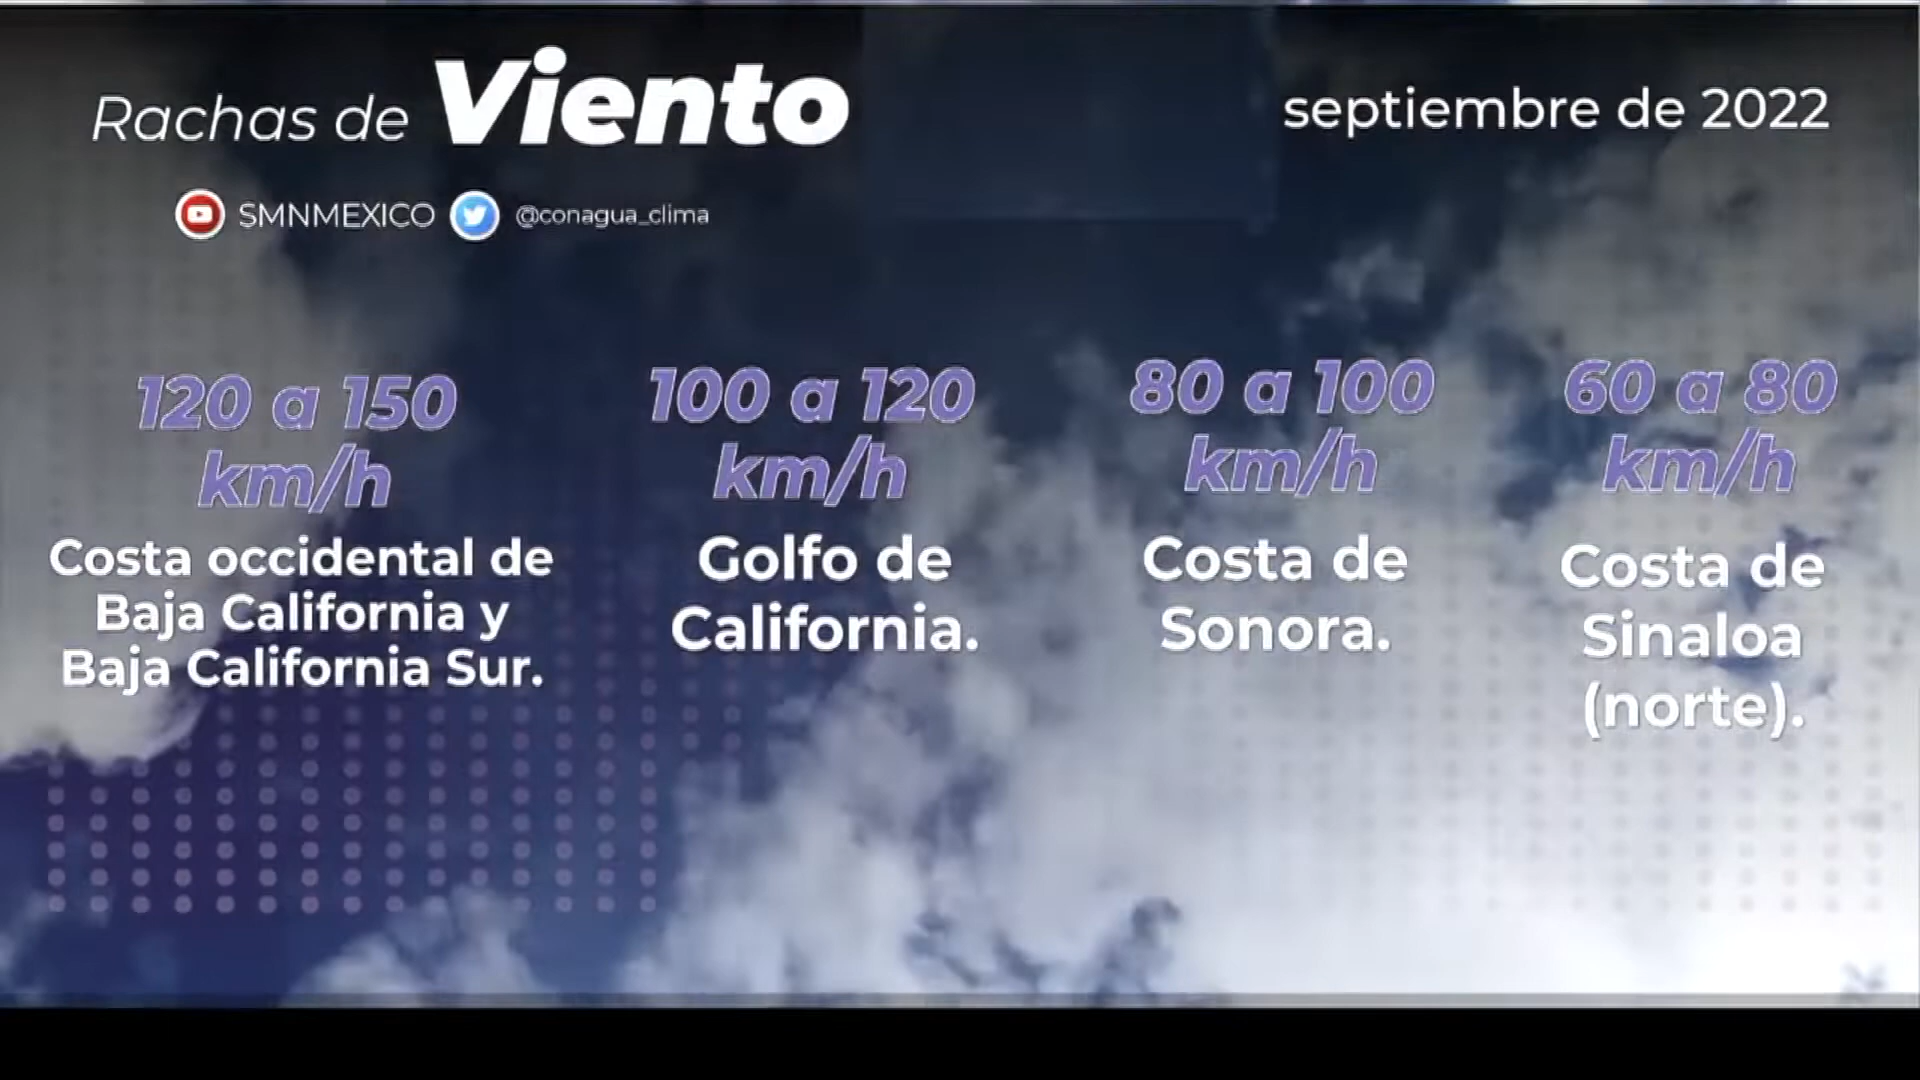 Rachas de Viento
septiembre de 2022
SMNMEXICO @conagua_clima
120 a 150
km/h
Costa occidental de
Baja California y
Baja California Sur.
100 a 120
km/h
Golfo de
California.
80 a 100
km/h
Costa de
Sonora.
60 a 80
km/h
Costa de
Sinaloa
(norte).